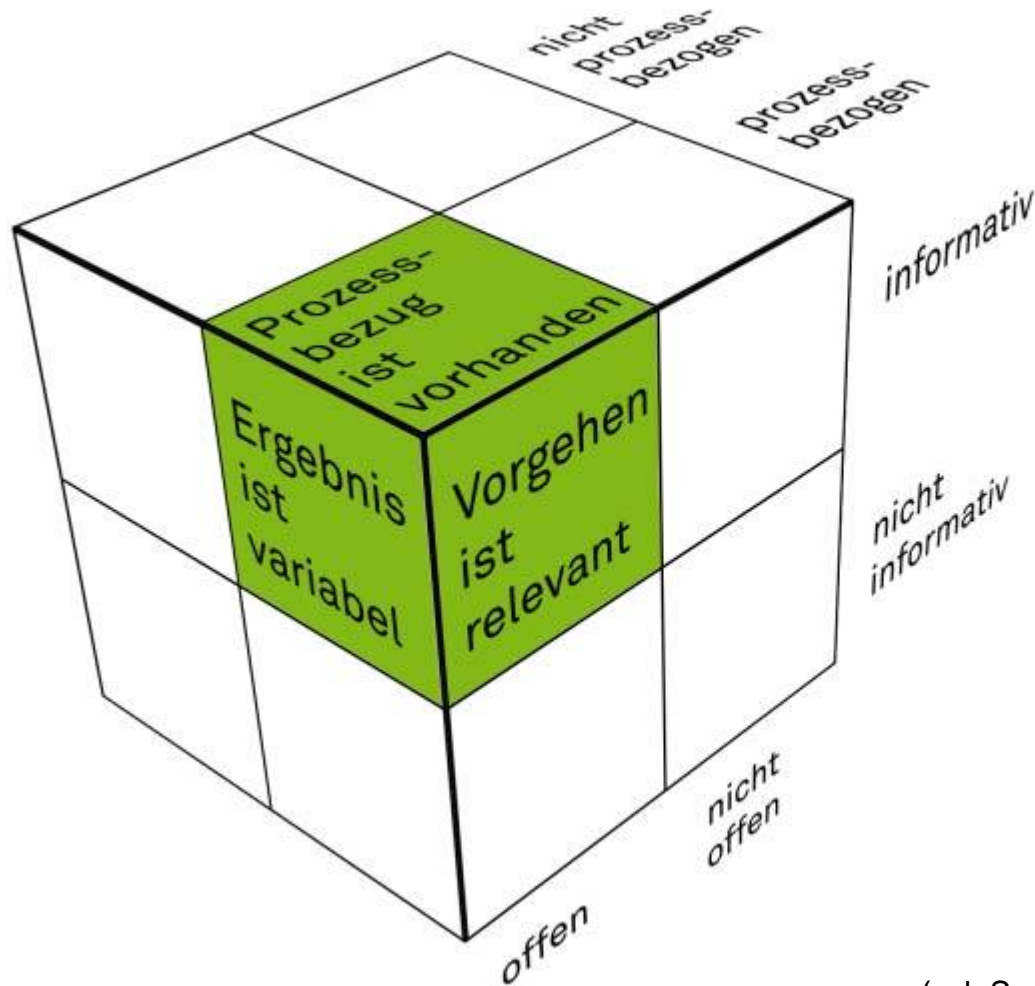 nicht
prozess-
bezogen
prozess-
bezogen
informativ
Prozess-
bezug
ist
vorhanden
Ergebnis
ist
variabel
Vorgehen
ist
relevant
nicht
informativ
nicht
offen
offen